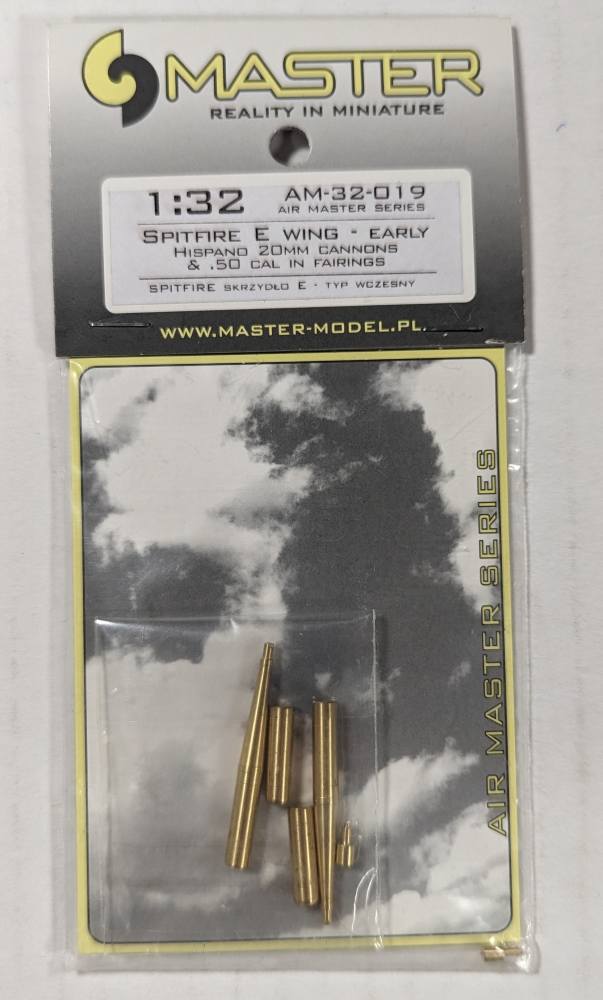 MASTER
REALITY IN MINIATURE
1:32 AM-32-019
AIR MASTER SERIES
SPITFIRE E WING - EARLY
HISPANO 20MM CANNONS
& .50 CAL IN FAIRINGS
SPITFIRE SKRZYDŁO E - TYP WCZESNY
WWW.MASTER-MODEL.PL
AIR MASTER SERIES